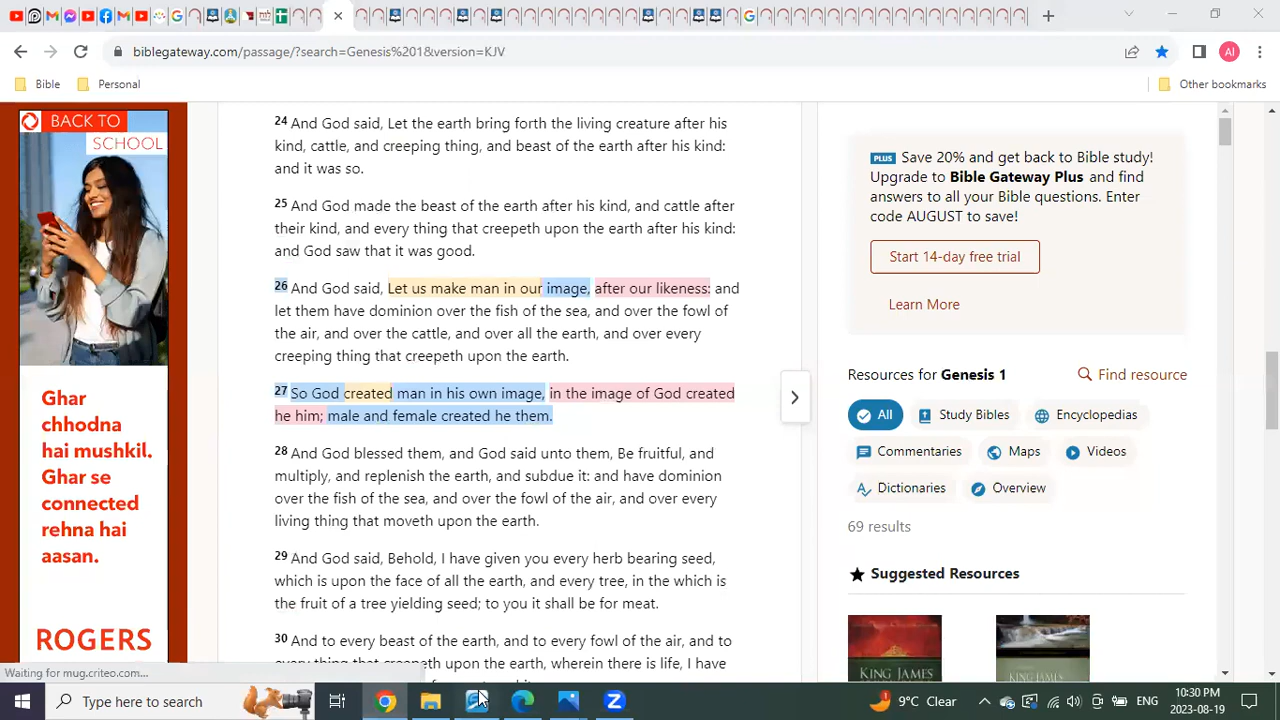 biblegateway.com/passage/?search=Genesis%201&version=KJV
AI
Bible
Personal
Other bookmarks
BACK TO
SCHOOL
Ghar
chhodna
hai mushkil.
Ghar se
connected
rehna hai
aasan.
ROGERS
24 And God said, Let the earth bring forth the living creature after his
kind, cattle, and creeping thing, and beast of the earth after his kind:
and it was so.
25 And God made the beast of the earth after his kind, and cattle after
their kind, and every thing that creepeth upon the earth after his kind:
and God saw that it was good.
26 And God said, Let us make man in our image, after our likeness: and
let them have dominion over the fish of the sea, and over the fowl of
the air, and over the cattle, and over all the earth, and over every
creeping thing that creepeth upon the earth.
27 So God created man in his own image, in the image of God created
he him; male and female created he them.
28 And God blessed them, and God said unto them, Be fruitful, and
multiply, and replenish the earth, and subdue it: and have dominion
over the fish of the sea, and over the fowl of the air, and over every
living thing that moveth upon the earth.
29 And God said, Behold, I have given you every herb bearing seed,
which is upon the face of all the earth, and every tree, in the which is
the fruit of a tree yielding seed; to you it shall be for meat.
30 And to every beast of the earth, and to every fowl of the air, and to
every thing that creepeth upon the earth, wherein there is life, I have
PLUS Save 20% and get back to Bible study!
Upgrade to Bible Gateway Plus and find
answers to all your Bible questions. Enter
code AUGUST to save!
Start 14-day free trial
Learn More
Resources for Genesis 1
Find resource
All
Study Bibles
Encyclopedias
Commentaries
Maps
Videos
Dictionaries
Overview
69 results
Suggested Resources
KING JAMES
KING JAMES
Waiting for mug.criteo.com...
Type here to search
1
9°C Clear
ENG
10:30 PM
2023-08-19